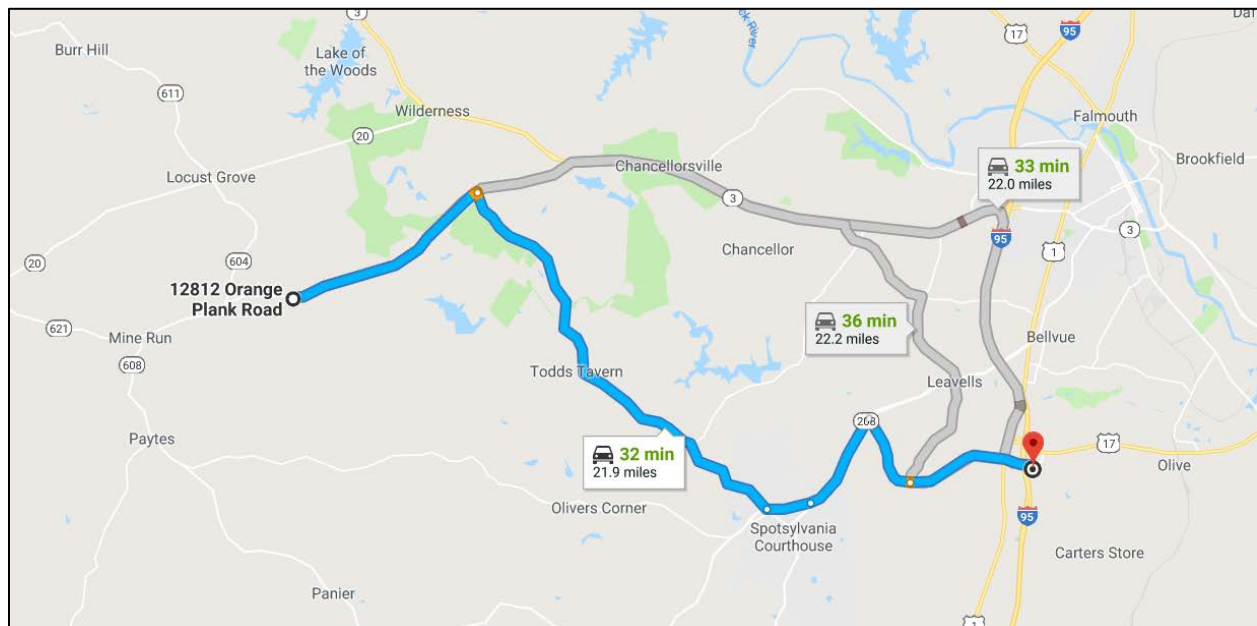 3
17
95
Burr Hill
Lake of
the Woods
Falmouth
611
Wilderness
20
Brookfield
Locust Grove
Chancellorsville
33 min
22.0 miles
3
3
20
604
Chancellor
95
1
12812 Orange
Plank Road
621
36 min
22.2 miles
Mine Run
Bellvue
608
Todds Tavern
Leavells
208
Paytes
32 min
21.9 miles
17
Olive
Olivers Corner
95
Spotsylvania
Courthouse
Carters Store
Panier
1